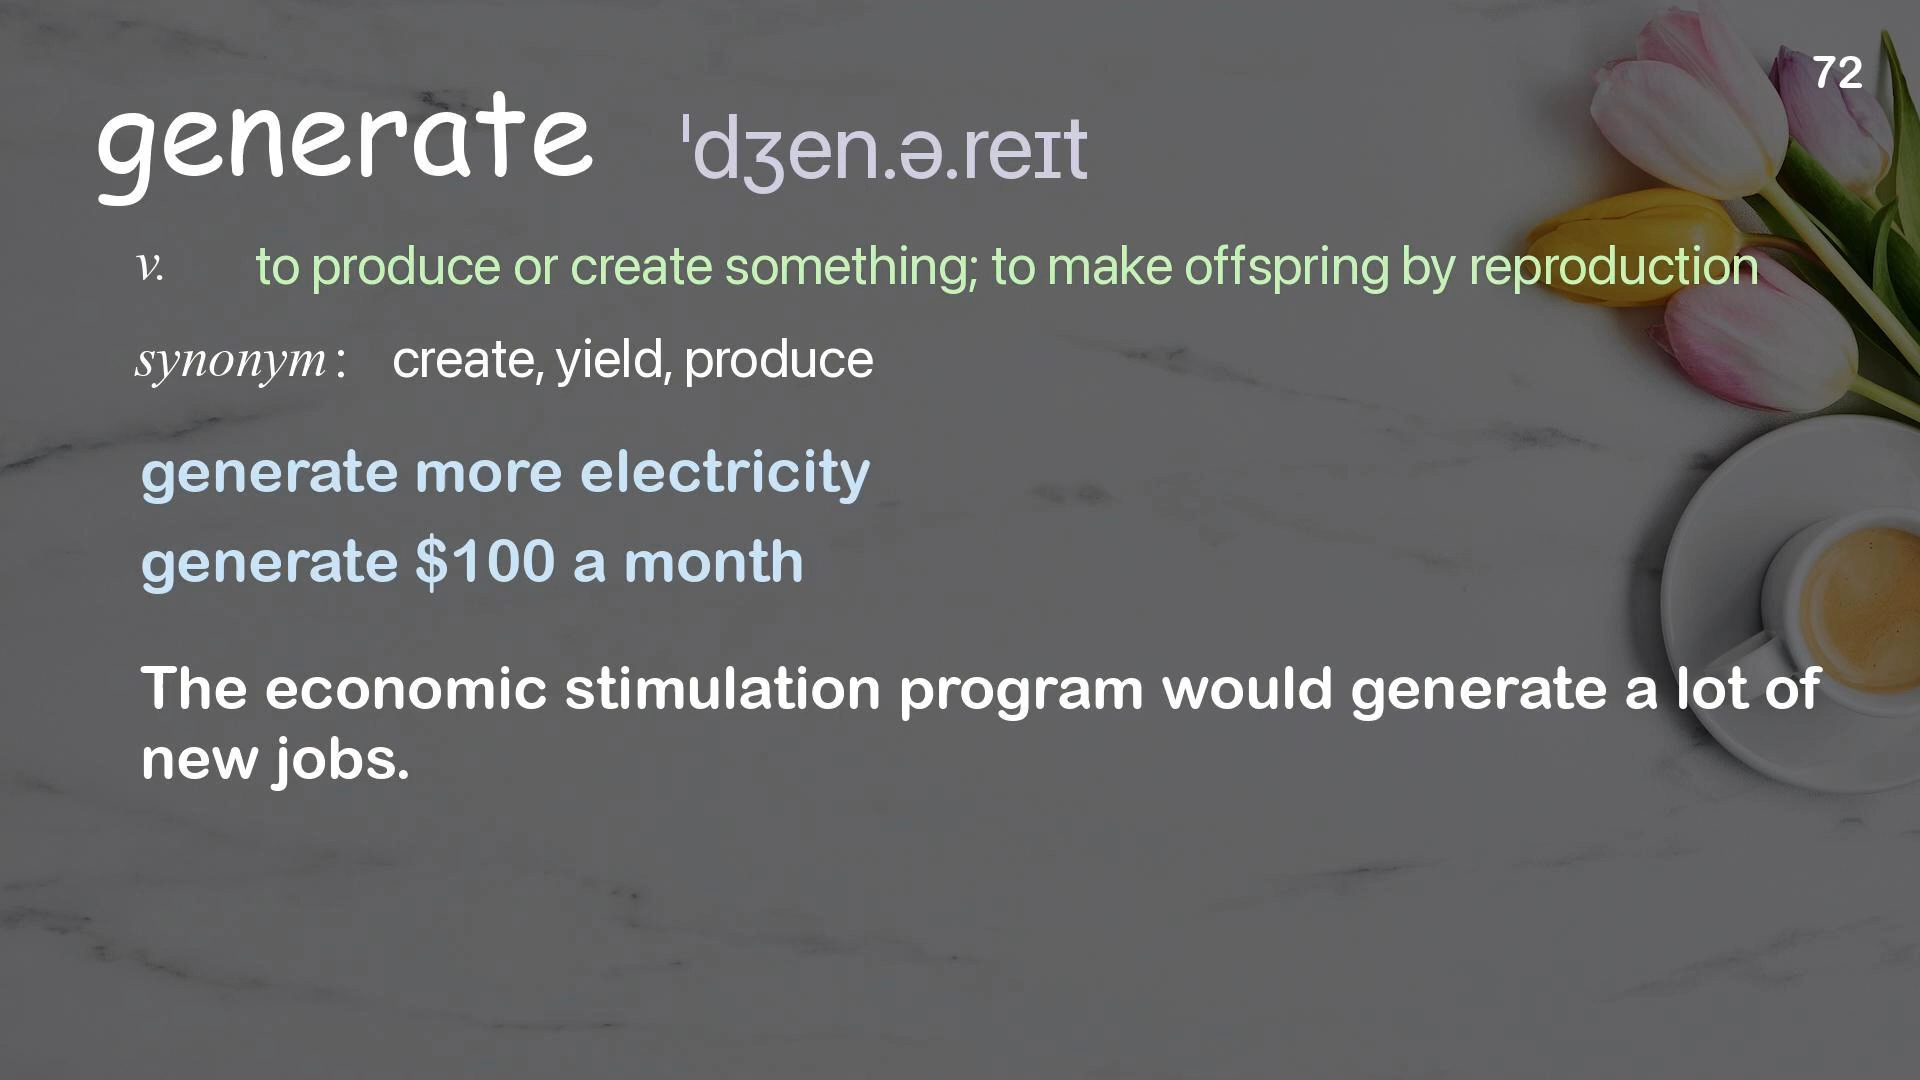 72
generate ˈdʒen.ə.reɪt
v. to produce or create something; to make offspring by reproduction
synonym : create, yield, produce
generate more electricity
generate $100 a month
The economic stimulation program would generate a lot of
new jobs.